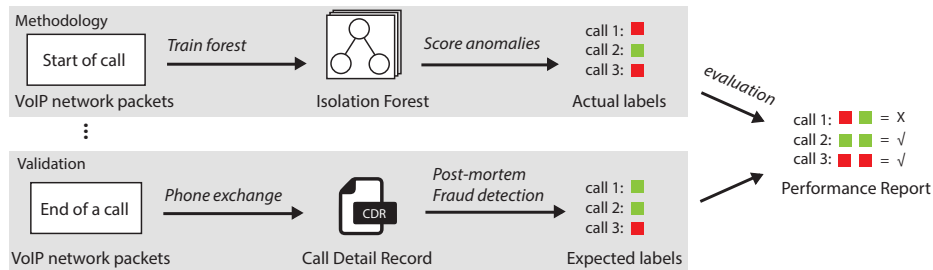 Methodology
Start of call
VoIP network packets
Train forest
Isolation Forest
Score anomalies
call 1:
call 2:
call 3:
Actual labels
⋮
Validation
End of a call
VoIP network packets
Phone exchange
CDR
Call Detail Record
Post-mortem
Fraud detection
call 1:
call 2:
call 3:
Expected labels
evaluation
call 1: = X
call 2: = √
call 3: = √
Performance Report